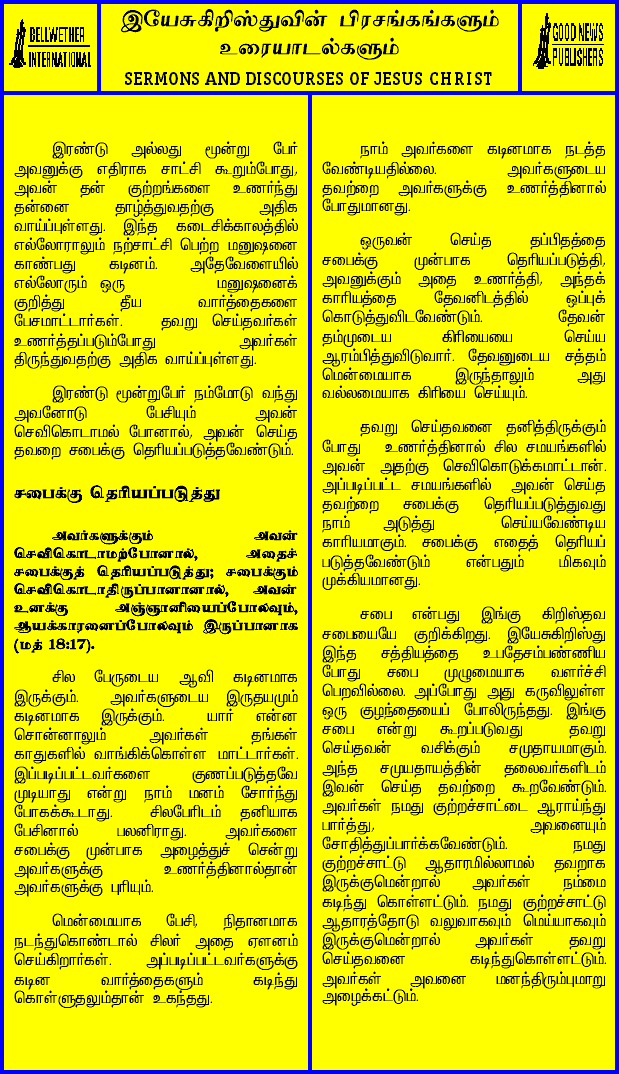 BELLWETHER
INTERNATIONAL
இயேசுகிறிஸ்துவின் பிரசங்கங்களும்
உரையாடல்களும்
SERMONS AND DISCOURSES OF JESUS CHRIST
GOOD NEWS
PUBLISHERS
இரண்டு அல்லது மூன்று பேர்
அவனுக்கு எதிராக சாட்சி கூறும்போது,
அவன் தன் குற்றங்களை உணர்ந்து
தன்னை தாழ்த்துவதற்கு அதிக
வாய்ப்புள்ளது. இந்த கடைசிக்காலத்தில்
எல்லோராலும் நற்சாட்சி பெற்ற மனுஷனை
காண்பது கடினம். அதேவேளையில்
எல்லோரும் ஒரு மனுஷனைக்
குறித்து தீய வார்த்தைகளை
பேசமாட்டார்கள். தவறு செய்தவர்கள்
உணர்த்தப்படும்போது அவர்கள்
திருந்துவதற்கு அதிக வாய்ப்புள்ளது.
இரண்டு மூன்றுபேர் நம்மோடு வந்து
அவனோடு பேசியும் அவன்
செவிகொடாமல் போனால், அவன் செய்த
தவறை சபைக்கு தெரியப்படுத்தவேண்டும்.
சபைக்கு தெரியப்படுத்து
அவர்களுக்கும் அவன்
செவிகொடாமற்போனால், அதைச்
சபைக்குத் தெரியப்படுத்து; சபைக்கும்
செவிகொடாதிருப்பானானால், அவன்
உனக்கு அஞ்ஞானியைப்போலவும்,
ஆயக்காரனைப்போலவும் இருப்பானாக
(மத் 18:17).
சில பேருடைய ஆவி கடினமாக
இருக்கும். அவர்களுடைய இருதயமும்
கடினமாக இருக்கும். யார் என்ன
சொன்னாலும் அவர்கள் தங்கள்
காதுகளில் வாங்கிக்கொள்ள மாட்டார்கள்.
இப்படிப்பட்டவர்களை குணப்படுத்தவே
முடியாது என்று நாம் மனம் சோர்ந்து
போகக்கூடாது. சிலபேரிடம் தனியாக
பேசினால் பலனிராது. அவர்களை
சபைக்கு முன்பாக அழைத்துச் சென்று
அவர்களுக்கு உணர்த்தினால்தான்
அவர்களுக்கு புரியும்.
மென்மையாக பேசி, நிதானமாக
நடந்துகொண்டால் சிலர் அதை ஏளனம்
செய்கிறார்கள். அப்படிப்பட்டவர்களுக்கு
கடின வார்த்தைகளும் கடிந்து
கொள்ளுதலும்தான் உகந்தது.
நாம் அவர்களை கடினமாக நடத்த
வேண்டியதில்லை. அவர்களுடைய
தவற்றை அவர்களுக்கு உணர்த்தினால்
போதுமானது.
ஒருவன் செய்த தப்பிதத்தை
சபைக்கு முன்பாக தெரியப்படுத்தி,
அவனுக்கும் அதை உணர்த்தி, அந்தக்
காரியத்தை தேவனிடத்தில் ஒப்புக்
கொடுத்துவிடவேண்டும். தேவன்
தம்முடைய கிரியையை செய்ய
ஆரம்பித்துவிடுவார். தேவனுடைய சத்தம்
மென்மையாக இருந்தாலும் அது
வல்லமையாக கிரியை செய்யும்.
தவறு செய்தவனை தனித்திருக்கும்
போது உணர்த்தினால் சில சமயங்களில்
அவன் அதற்கு செவிகொடுக்கமாட்டான்.
அப்படிப்பட்ட சமயங்களில் அவன் செய்த
தவற்றை சபைக்கு தெரியப்படுத்துவது
நாம் அடுத்து செய்யவேண்டிய
காரியமாகும். சபைக்கு எதைத் தெரியப்
படுத்தவேண்டும் என்பதும் மிகவும்
முக்கியமானது.
சபை என்பது இங்கு கிறிஸ்தவ
சபையையே குறிக்கிறது. இயேசுகிறிஸ்து
இந்த சத்தியத்தை உபதேசம்பண்ணிய
போது சபை முழுமையாக வளர்ச்சி
பெறவில்லை. அப்போது அது கருவிலுள்ள
ஒரு குழந்தையைப் போலிருந்தது. இங்கு
சபை என்று கூறப்படுவது தவறு
செய்தவன் வசிக்கும் சமுதாயமாகும்.
அந்த சமுயதாயத்தின் தலைவர்களிடம்
இவன் செய்த தவற்றை கூறவேண்டும்.
அவர்கள் நமது குற்றச்சாட்டை ஆராய்ந்து
பார்த்து, அவனையும்
சோதித்துப்பார்க்கவேண்டும். நமது
குற்றச்சாட்டு ஆதாரமில்லாமல் தவறாக
இருக்குமென்றால் அவர்கள் நம்மை
கடிந்து கொள்ளட்டும். நமது குற்றச்சாட்டு
ஆதாரத்தோடு வலுவாகவும் மெய்யாகவும்
இருக்குமென்றால் அவர்கள் தவறு
செய்தவனை கடிந்துகொள்ளட்டும்.
அவர்கள் அவனை மனந்திரும்புமாறு
அழைக்கட்டும்.